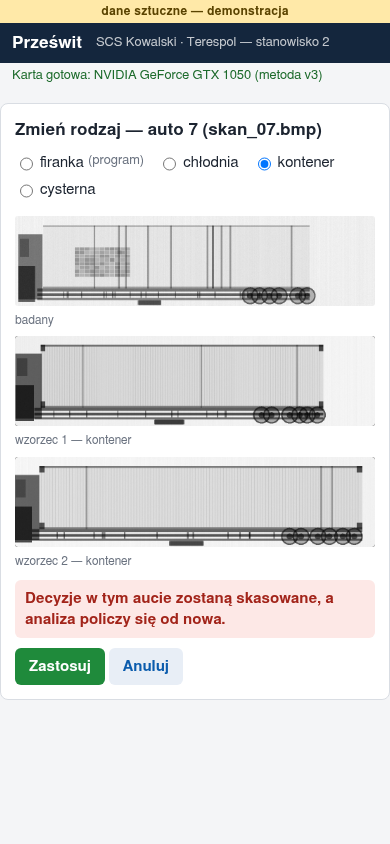 dane sztuczne — demonstracja
Prześwit SCS Kowalski · Terespol — stanowisko 2
Karta gotowa: NVIDIA GeForce GTX 1050 (metoda v3)
Zmień rodzaj — auto 7 (skan_07.bmp)
firanka (program) chłodnia kontener
cysterna
badany
wzorzec 1 — kontener
wzorzec 2 — kontener
Decyzje w tym aucie zostaną skasowane, a
analiza policzy się od nowa.
Zastosuj Anuluj